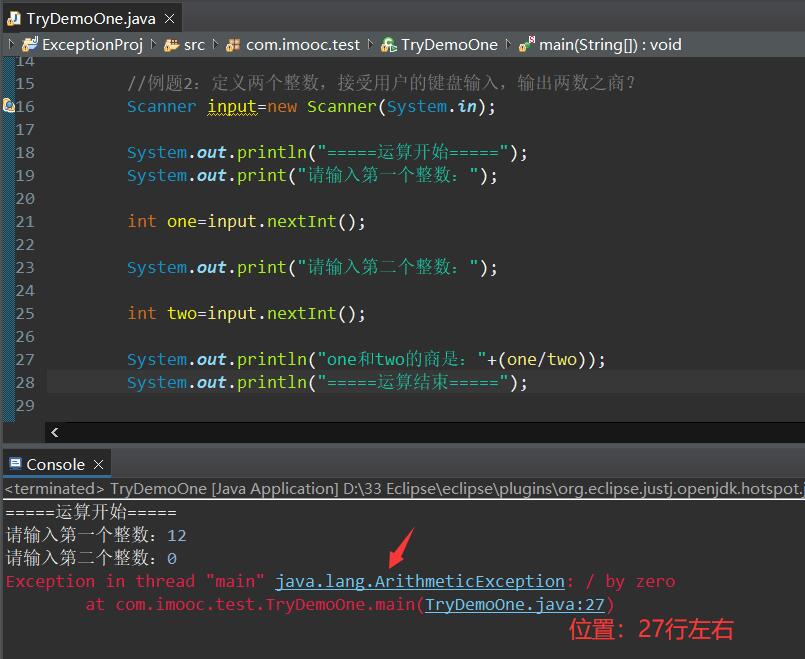 TryDemoOne.java
ExceptionProj src com.imooc.test TryDemoOne main(String[]) : void
14
15 //例题2：定义两个整数，接受用户的键盘输入，输出两数之商？
16 Scanner input=new Scanner(System.in);
17
18 System.out.println("=====运算开始=====");
19 System.out.print("请输入第一个整数：");
20
21 int one=input.nextInt();
22
23 System.out.print("请输入第二个整数：");
24
25 int two=input.nextInt();
26
27 System.out.println("one和two的商是："+(one/two));
28 System.out.println("=====运算结束=====");
29
Console
<terminated> TryDemoOne [Java Application] D:\33 Eclipse\eclipse\plugins\org.eclipse.justj.openjdk.hotspot.j
=====运算开始=====
请输入第一个整数：12
请输入第二个整数：0
Exception in thread "main" java.lang.ArithmeticException: / by zero
at com.imooc.test.TryDemoOne.main(TryDemoOne.java:27)
位置：27行左右